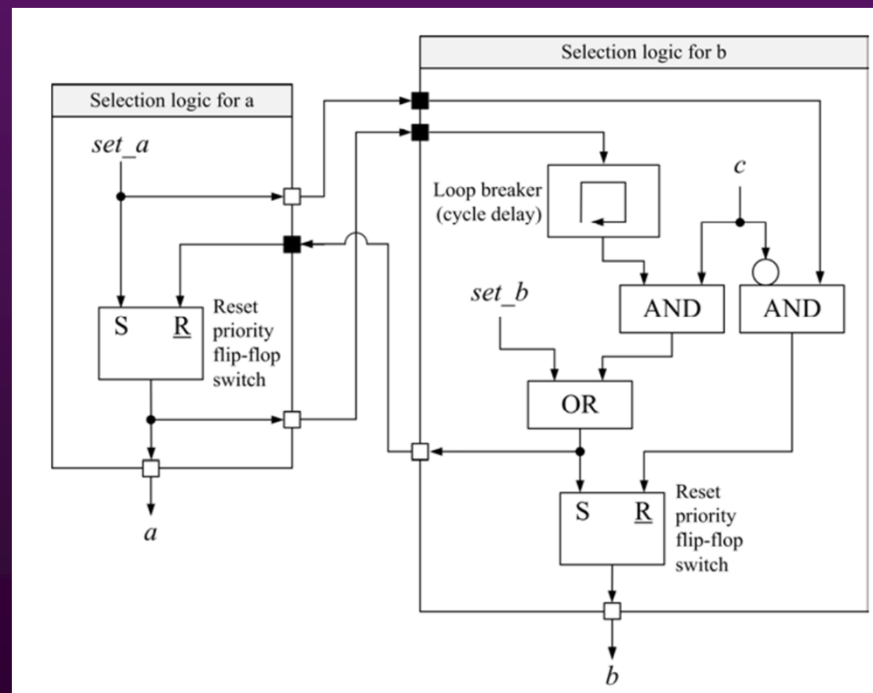 Selection logic for b
Selection logic for a
set_a
c
Loop breaker
(cycle delay)
set_b
AND
AND
S
R
Reset
priority
flip-flop
switch
OR
S
R
Reset
priority
flip-flop
switch
a
b